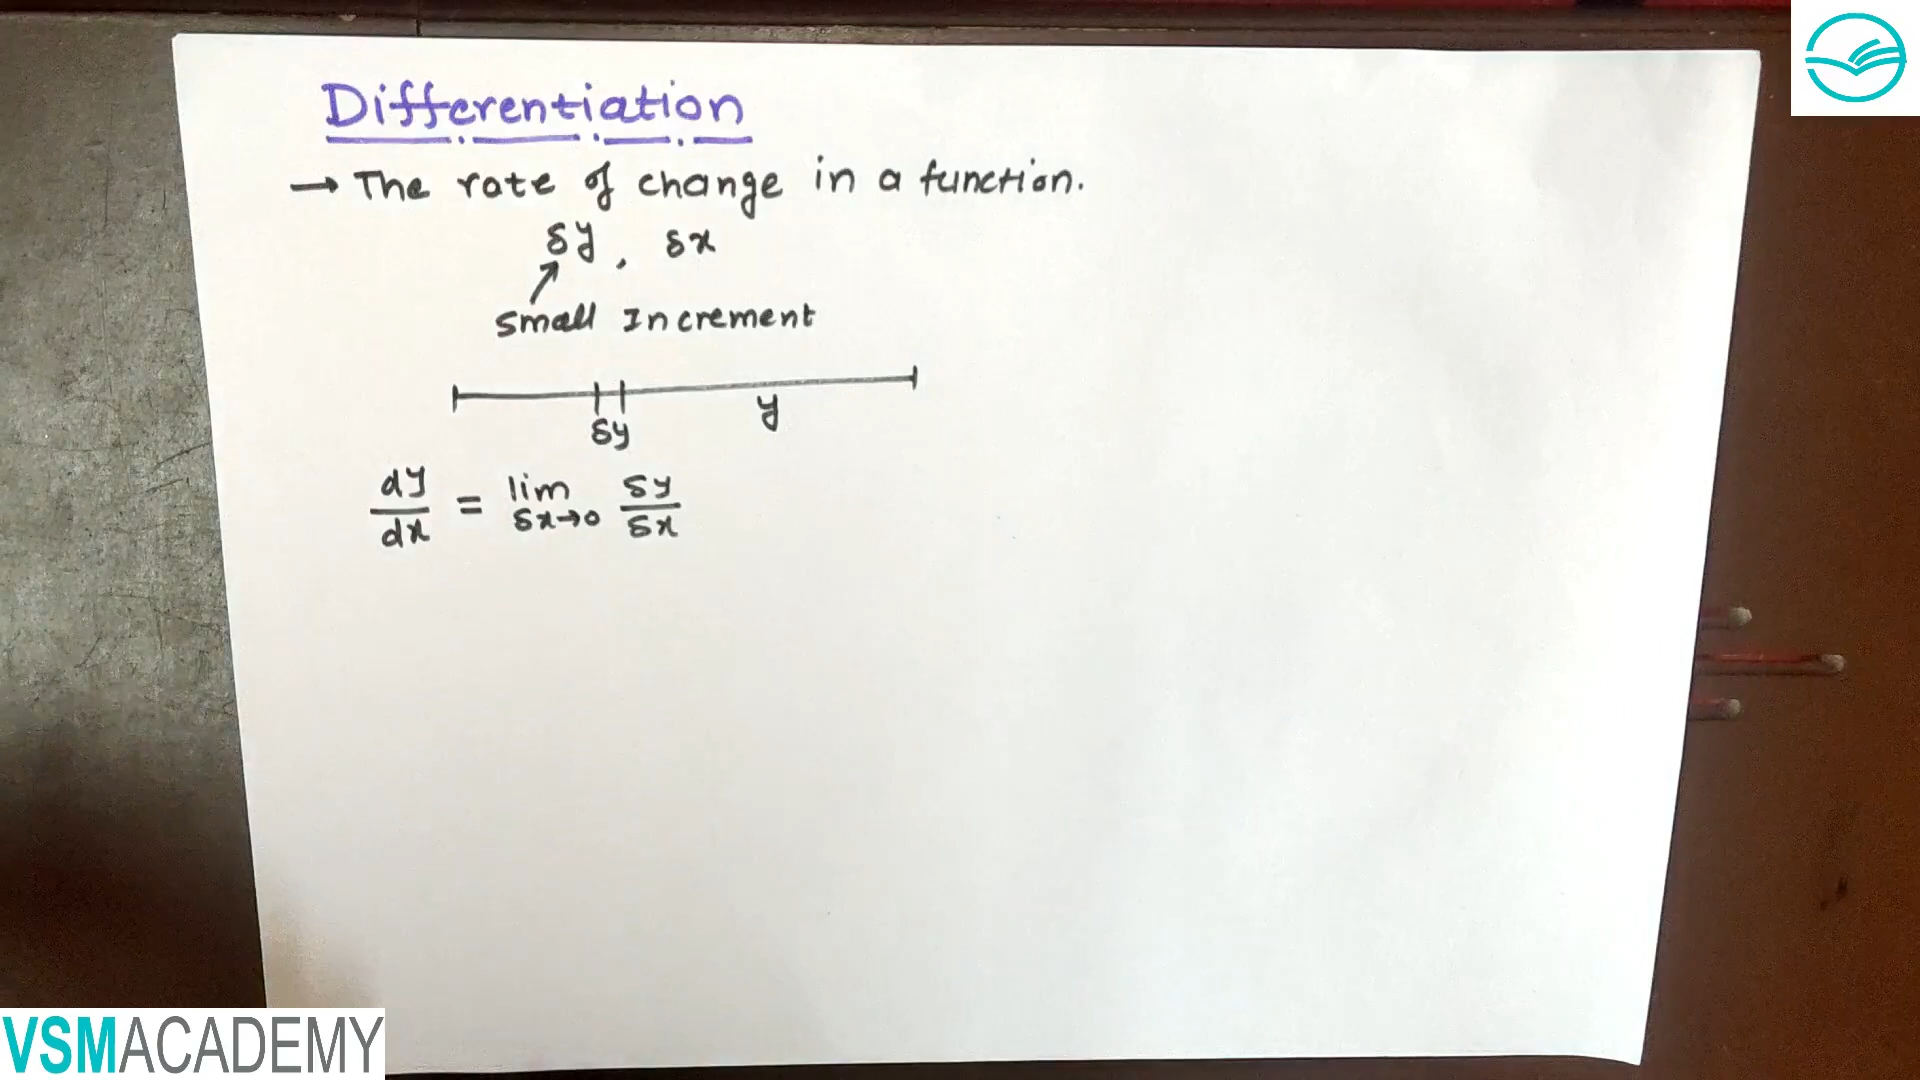 Differentiation
→ The rate of change in a function.
δy, δx
Small Increment
δy
y
dy/dx = lim δx→0 δy/δx
VSMACADEMY